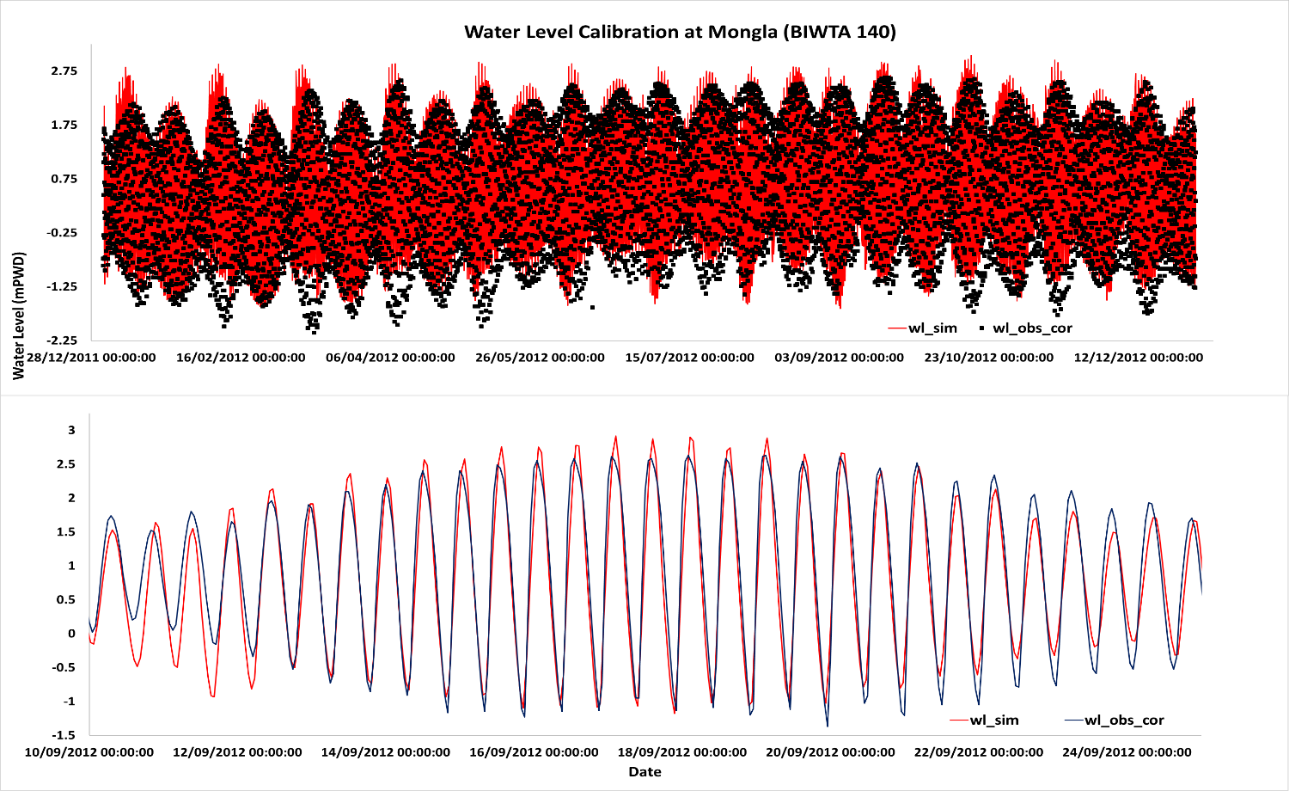 Water Level Calibration at Mongla (BIWTA 140)
2.75
1.75
0.75
-0.25
-1.25
-2.25
Water Level (mPWD)
wl_sim wl_obs_cor
28/12/2011 00:00:00 16/02/2012 00:00:00 06/04/2012 00:00:00 26/05/2012 00:00:00 15/07/2012 00:00:00 03/09/2012 00:00:00 23/10/2012 00:00:00 12/12/2012 00:00:00
3
2.5
2
1.5
1
0.5
0
-0.5
-1
-1.5
wl_sim wl_obs_cor
10/09/2012 00:00:00 12/09/2012 00:00:00 14/09/2012 00:00:00 16/09/2012 00:00:00 18/09/2012 00:00:00 20/09/2012 00:00:00 22/09/2012 00:00:00 24/09/2012 00:00:00
Date